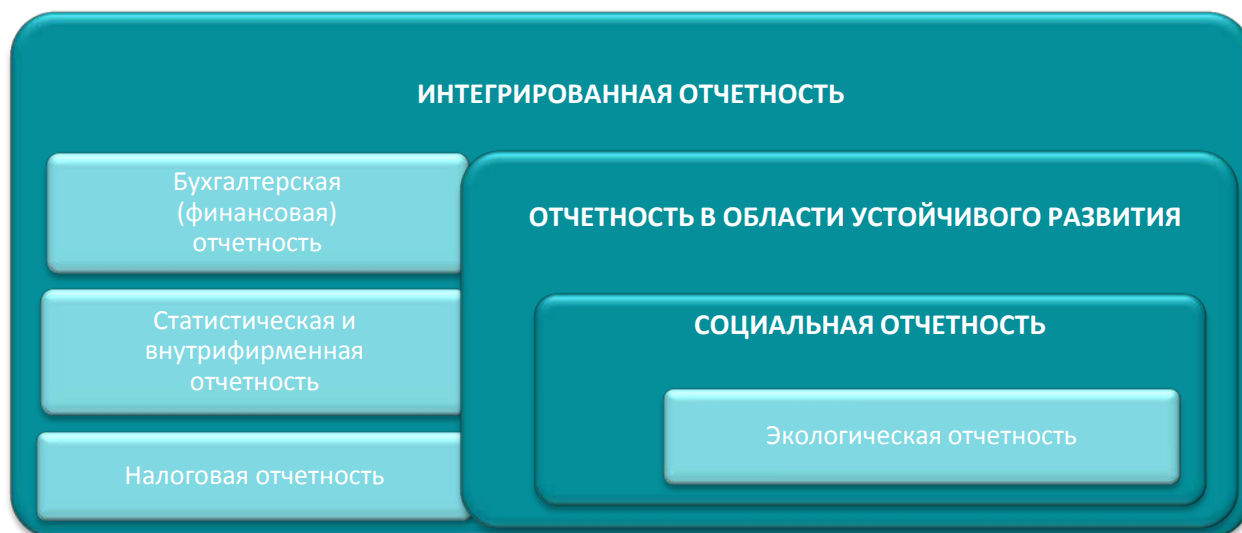 ИНТЕГРИРОВАННАЯ ОТЧЕТНОСТЬ
Бухгалтерская
(финансовая)
отчетность
Статистическая и
внутрифирменная
отчетность
Налоговая отчетность
ОТЧЕТНОСТЬ В ОБЛАСТИ УСТОЙЧИВОГО РАЗВИТИЯ
СОЦИАЛЬНАЯ ОТЧЕТНОСТЬ
Экологическая отчетность